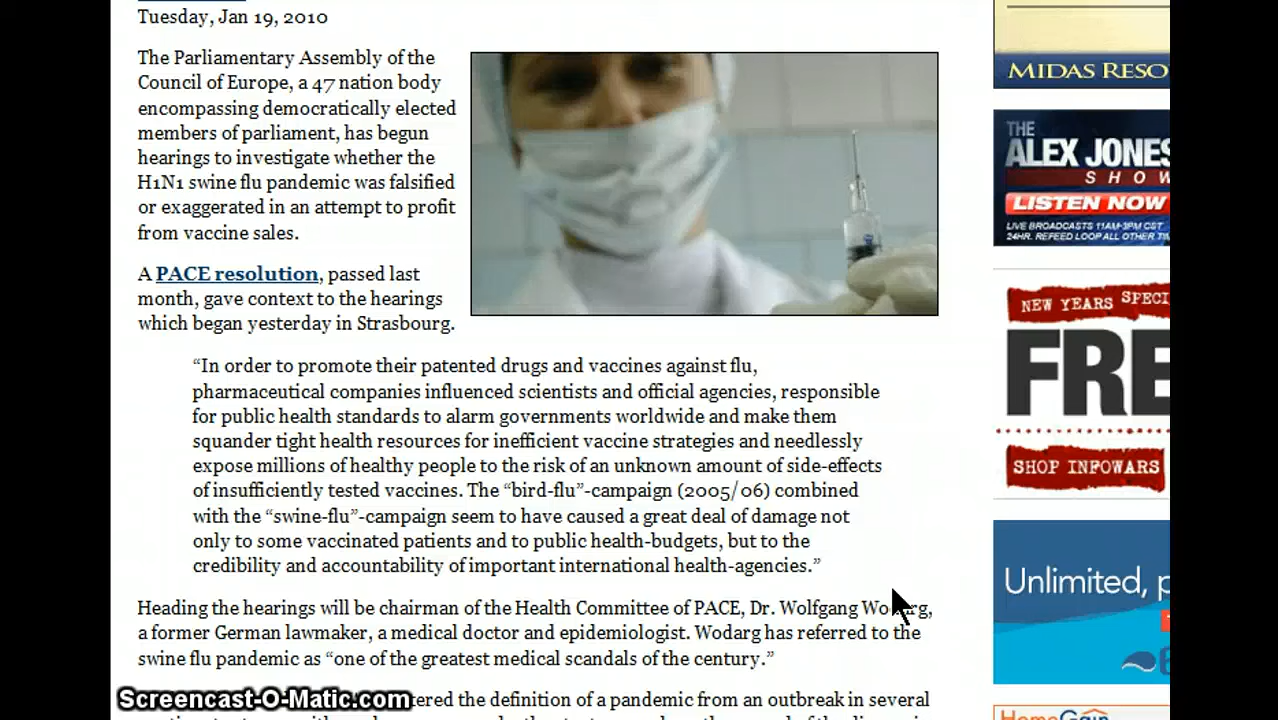 Tuesday, Jan 19, 2010
The Parliamentary Assembly of the
Council of Europe, a 47 nation body
encompassing democratically elected
members of parliament, has begun
hearings to investigate whether the
H1N1 swine flu pandemic was falsified
or exaggerated in an attempt to profit
from vaccine sales.
A PACE resolution, passed last
month, gave context to the hearings
which began yesterday in Strasbourg.
“In order to promote their patented drugs and vaccines against flu,
pharmaceutical companies influenced scientists and official agencies, responsible
for public health standards to alarm governments worldwide and make them
squander tight health resources for inefficient vaccine strategies and needlessly
expose millions of healthy people to the risk of an unknown amount of side-effects
of insufficiently tested vaccines. The “bird-flu”-campaign (2005/06) combined
with the “swine-flu”-campaign seem to have caused a great deal of damage not
only to some vaccinated patients and to public health-budgets, but to the
credibility and accountability of important international health-agencies.”
Heading the hearings will be chairman of the Health Committee of PACE, Dr. Wolfgang Wodarg,
a former German lawmaker, a medical doctor and epidemiologist. Wodarg has referred to the
swine flu pandemic as “one of the greatest medical scandals of the century.”
tered the definition of a pandemic from an outbreak in several
Screencast-O-Matic.com
MIDAS RESO
THE
ALEX JONES
SHOW
LISTEN NOW
LIVE BROADCASTS 11AM-3PM CST
24HR. REFEED LOOP ALL OTHER TI
NEW YEARS SPECI
FRE
SHOP INFOWARS
Unlimited, p
HomeGain